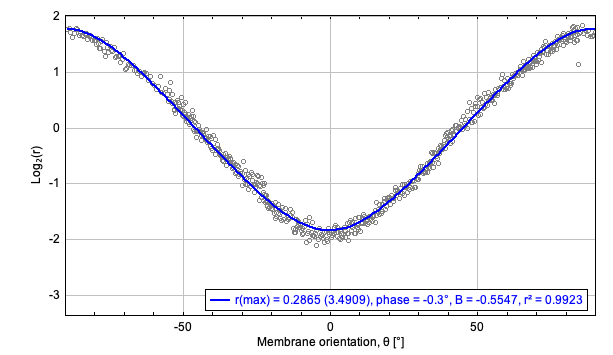 2
1
0
-1
-2
-3
Log₂(r)
r(max) = 0.2865 (3.4909), phase = -0.3°, B = -0.5547, r² = 0.9923
-50 0 50
Membrane orientation, θ [°]